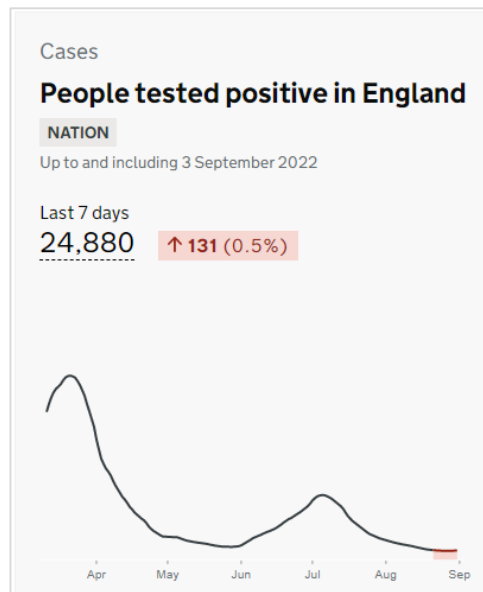 Cases
People tested positive in England
NATION
Up to and including 3 September 2022
Last 7 days
24,880 ↑ 131 (0.5%)
Apr May Jun Jul Aug Sep